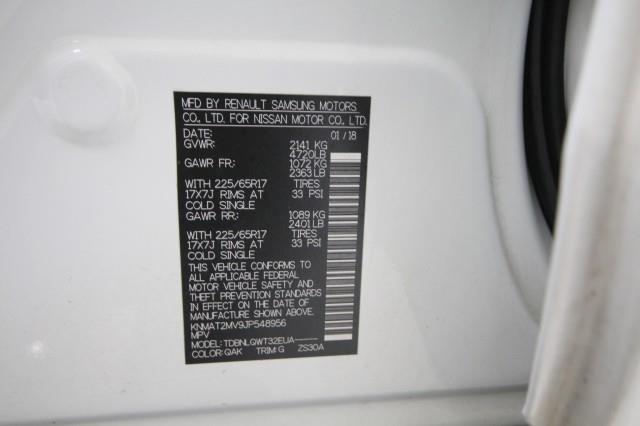 MFD BY RENAULT SAMSUNG MOTORS
CO., LTD. FOR NISSAN MOTOR CO., LTD.
DATE: 01/18
GVWR: 2141 KG
4720LB
GAWR FR: 1072 KG
2363LB
WITH 225/65R17 TIRES
17X7J RIMS AT 33 PSI
COLD SINGLE
GAWR RR: 1089 KG
2401LB
WITH 225/65R17 TIRES
17X7J RIMS AT 33 PSI
COLD SINGLE
THIS VEHICLE CONFORMS TO
ALL APPLICABLE FEDERAL
MOTOR VEHICLE SAFETY AND
THEFT PREVENTION STANDARDS
IN EFFECT ON THE DATE OF
MANUFACTURE SHOWN ABOVE.
KNMAT2MV9JP548956
MPV
MODEL: TDBNLQWT32EUA-----
COLOR: QAK TRIM: G ZS30A